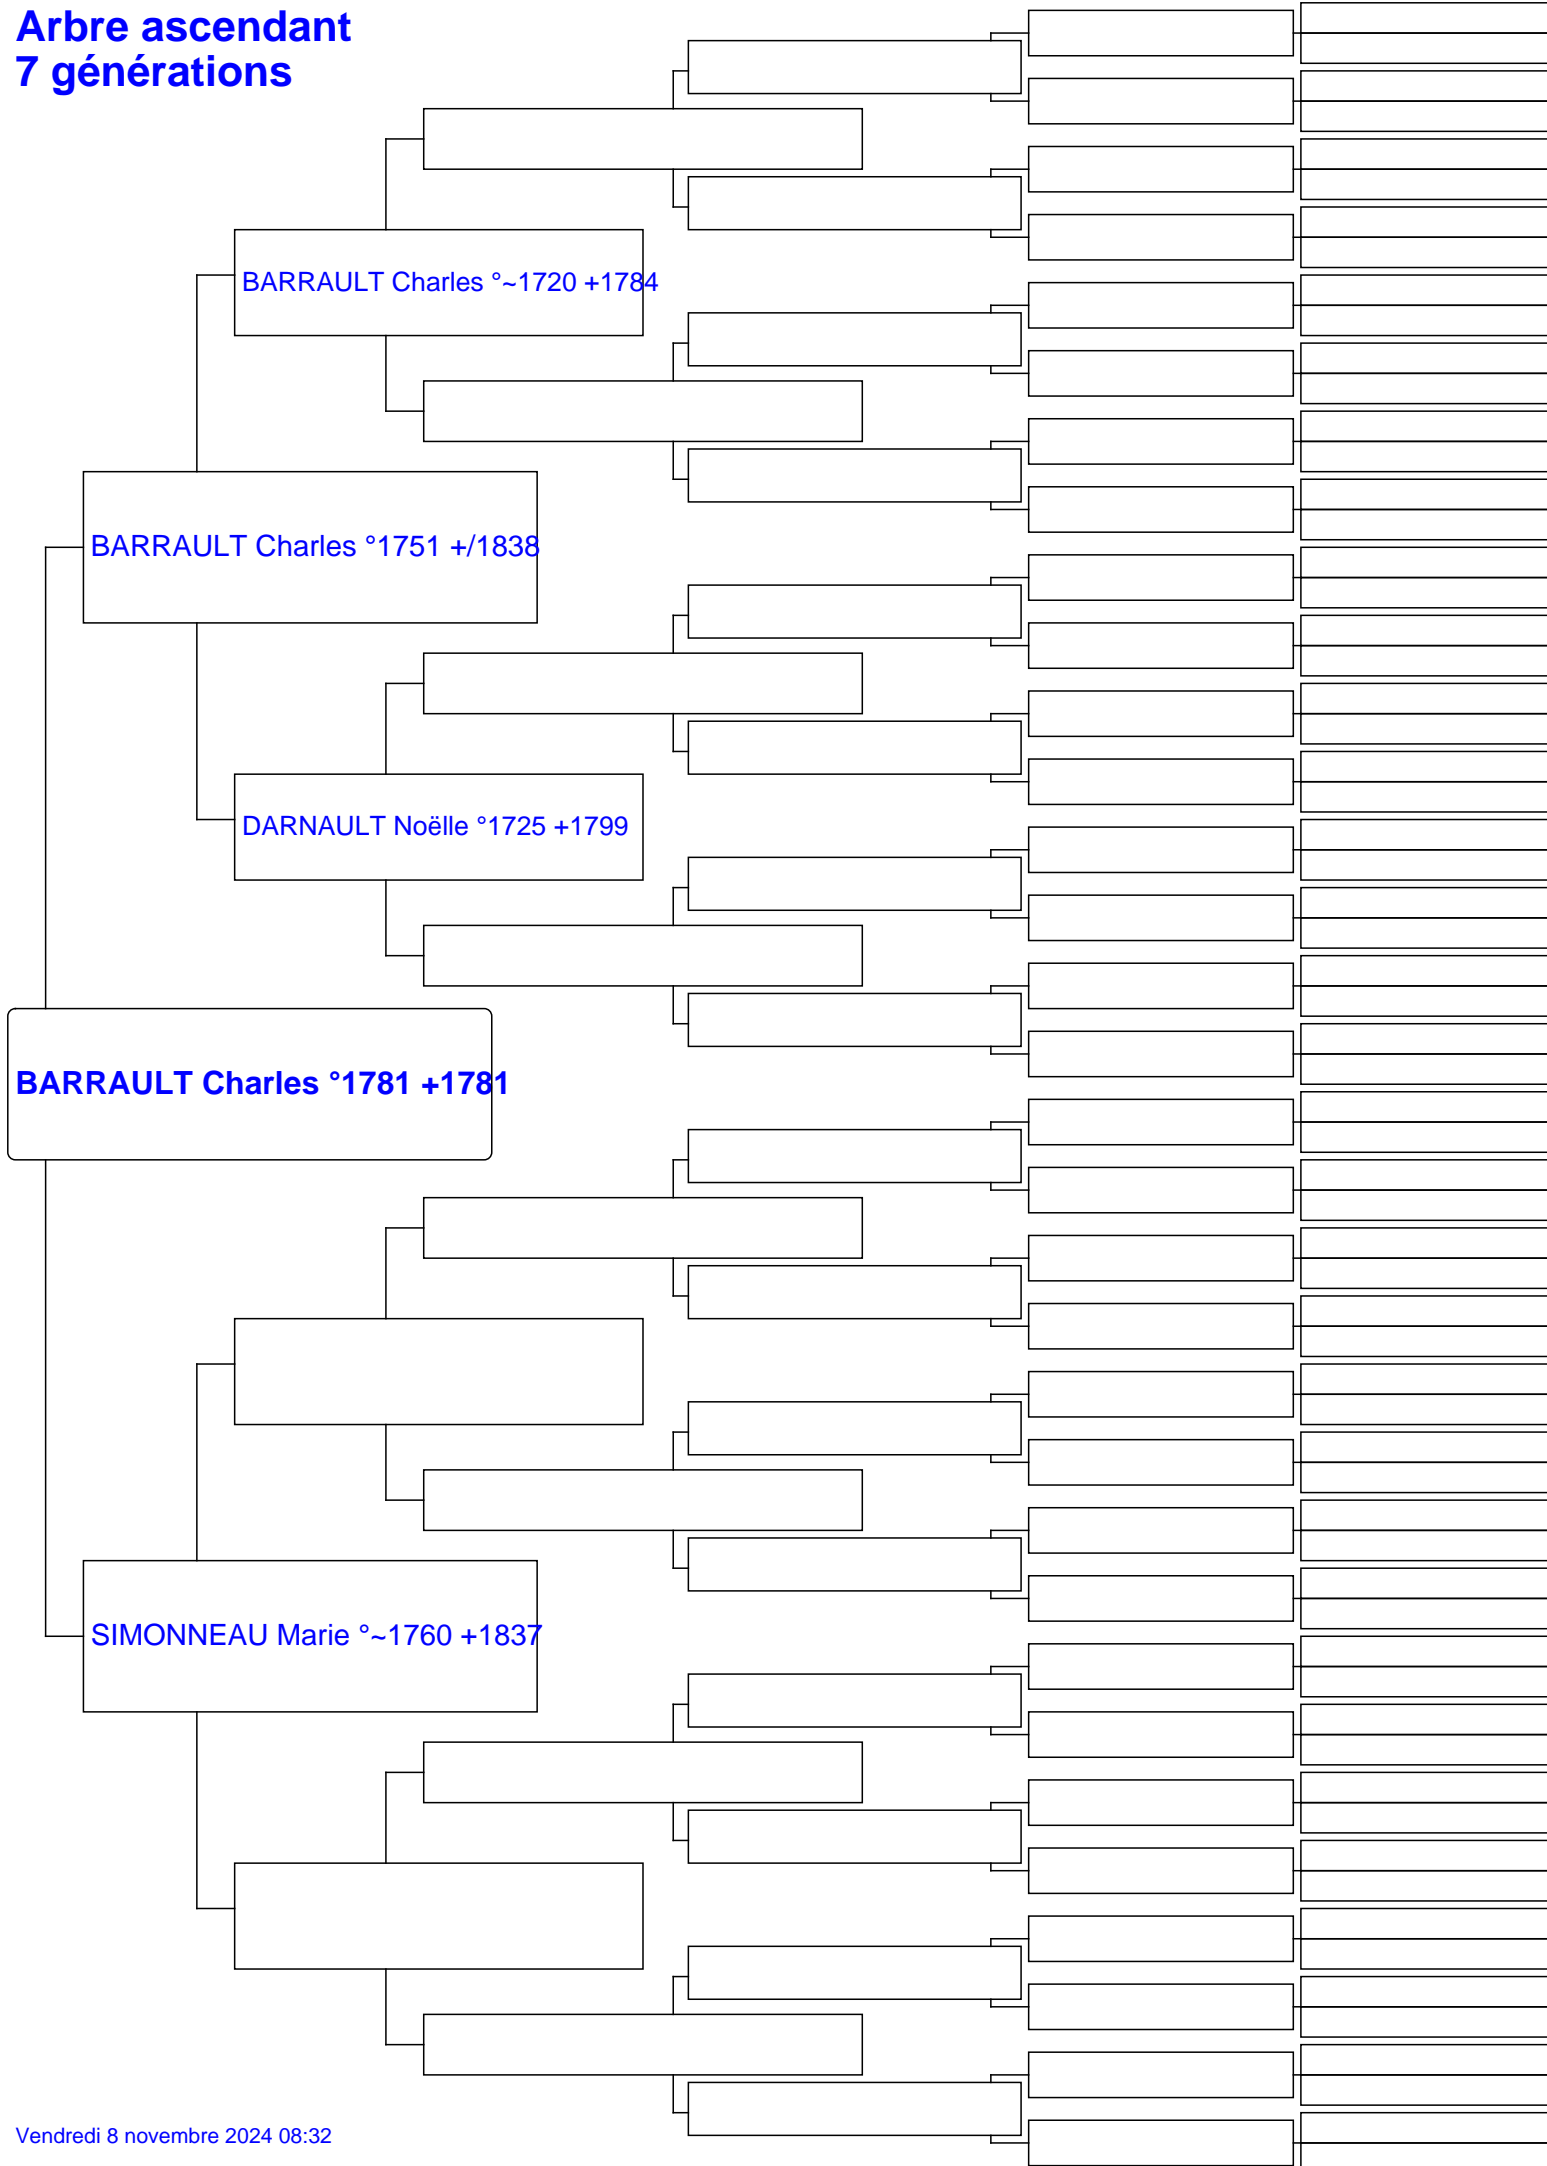 Arbre ascendant
7 générations
BARRAULT Charles °~1720 +1784
BARRAULT Charles °1751 +/1838
DARNAULT Noëlle °1725 +1799
BARRAULT Charles °1781 +1781
SIMONNEAU Marie °~1760 +1837
Vendredi 8 novembre 2024 08:32